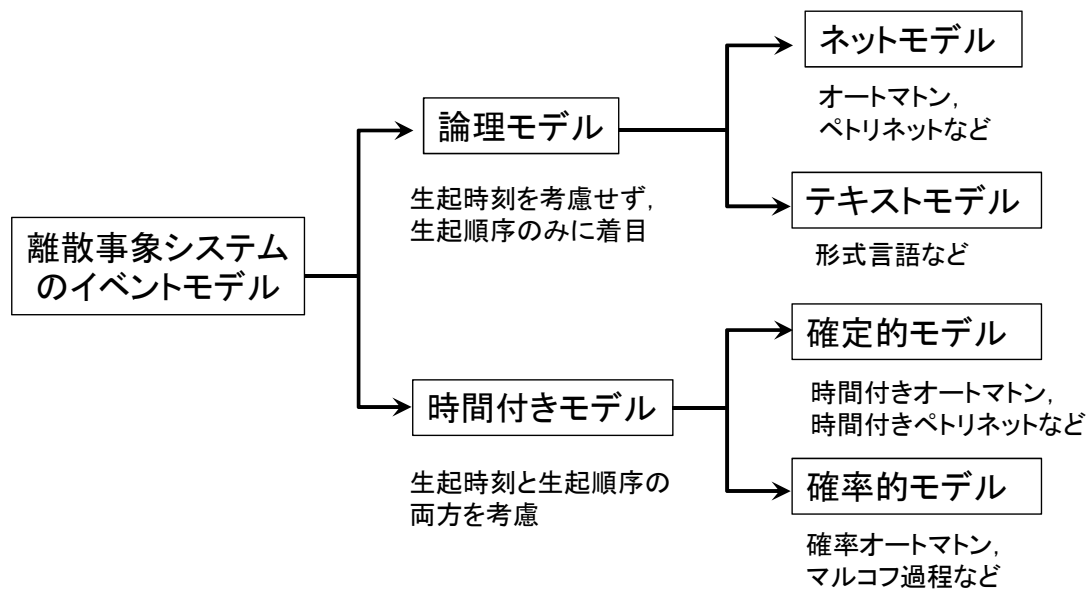 離散事象システム
のイベントモデル
論理モデル
生起時刻を考慮せず，
生起順序のみに着目
ネットモデル
オートマトン，
ペトリネットなど
テキストモデル
形式言語など
時間付きモデル
生起時刻と生起順序の
両方を考慮
確定的モデル
時間付きオートマトン，
時間付きペトリネットなど
確率的モデル
確率オートマトン，
マルコフ過程など